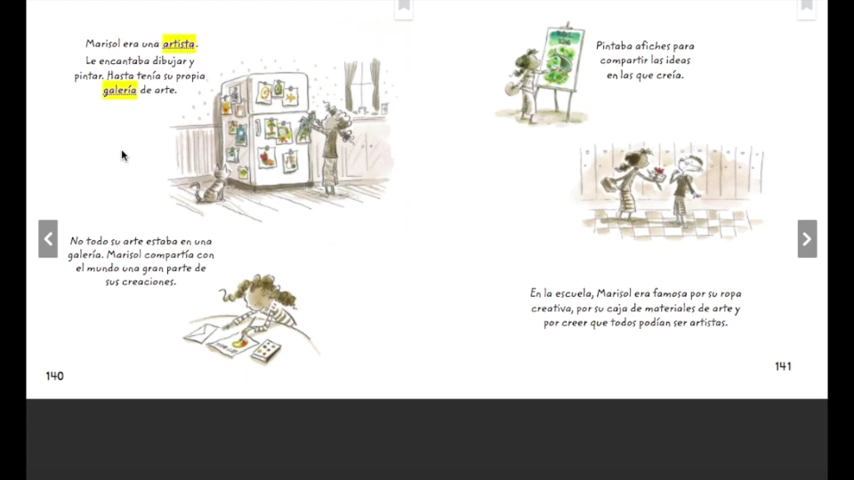 Marisol era una artista.
Le encantaba dibujar y
pintar. Hasta tenía su propia
galería de arte.
No todo su arte estaba en una
galería. Marisol compartía con
el mundo una gran parte de
sus creaciones.
140
Pintaba afiches para
compartir las ideas
en las que creía.
En la escuela, Marisol era famosa por su ropa
creativa, por su caja de materiales de arte y
por creer que todos podían ser artistas.
141